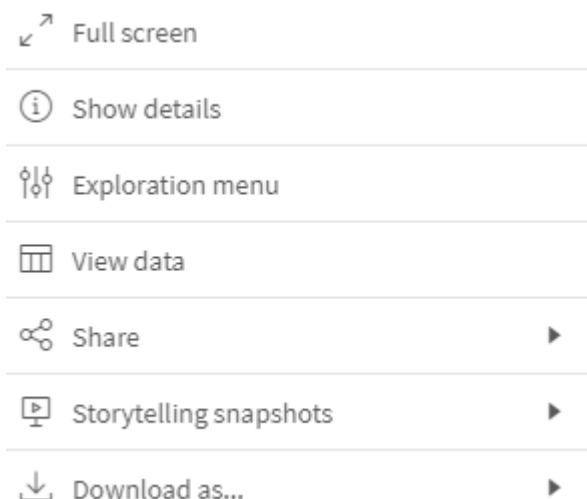 Full screen
Show details
Exploration menu
View data
Share
Storytelling snapshots
Download as...